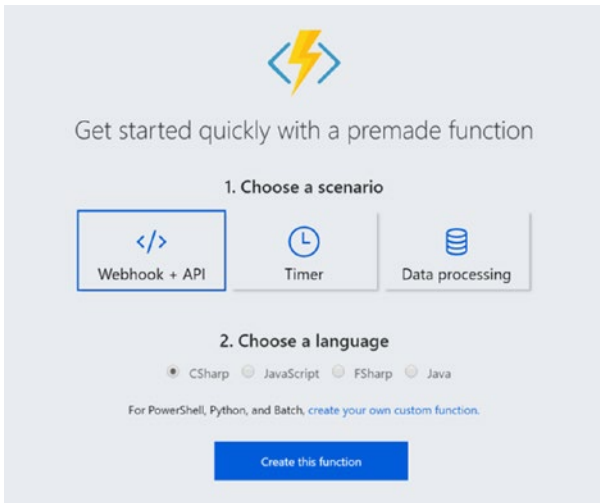 Get started quickly with a premade function
1. Choose a scenario
</>
Webhook + API Timer Data processing
2. Choose a language
CSharp JavaScript FSharp Java
For PowerShell, Python, and Batch, create your own custom function.
Create this function